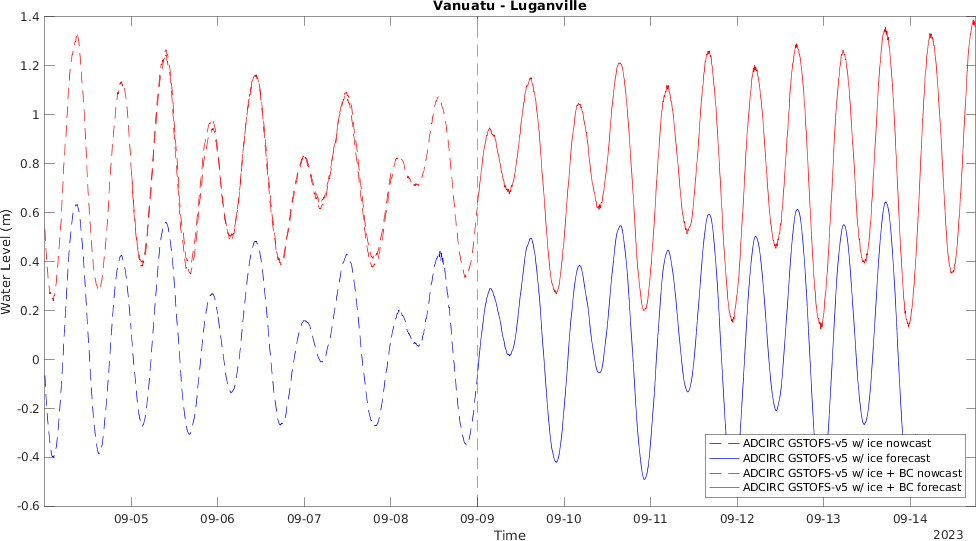 Vanuatu - Luganville
1.4
1.2
1
0.8
0.6
0.4
0.2
0
-0.2
-0.4
-0.6
Water Level (m)
ADCIRC GSTOFS-v5 w/ ice nowcast
ADCIRC GSTOFS-v5 w/ ice forecast
ADCIRC GSTOFS-v5 w/ ice + BC nowcast
ADCIRC GSTOFS-v5 w/ ice + BC forecast
09-05 09-06 09-07 09-08 09-09 09-10 09-11 09-12 09-13 09-14
Time
2023